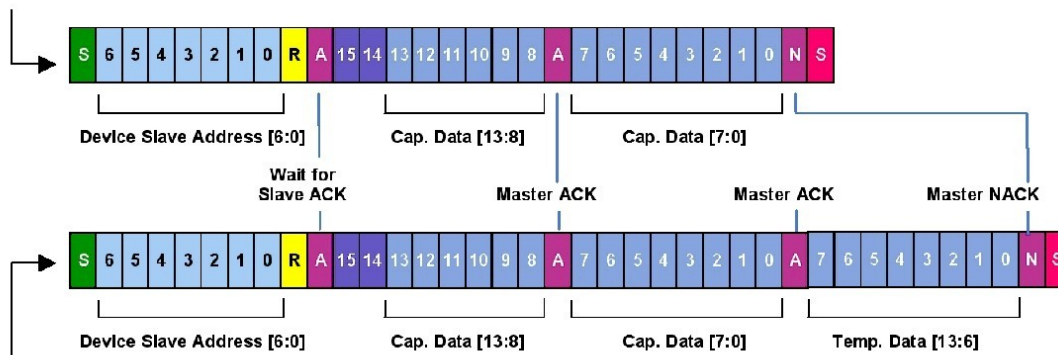 S 6 5 4 3 2 1 0 R A 15 14 13 12 11 10 9 8 A 7 6 5 4 3 2 1 0 N S
Device Slave Address [6:0] Cap. Data [13:8] Cap. Data [7:0]
Wait for
Slave ACK Master ACK Master ACK Master NACK
S 6 5 4 3 2 1 0 R A 15 14 13 12 11 10 9 8 A 7 6 5 4 3 2 1 0 A 7 6 5 4 3 2 1 0 N S
Device Slave Address [6:0] Cap. Data [13:8] Cap. Data [7:0] Temp. Data [13:6]